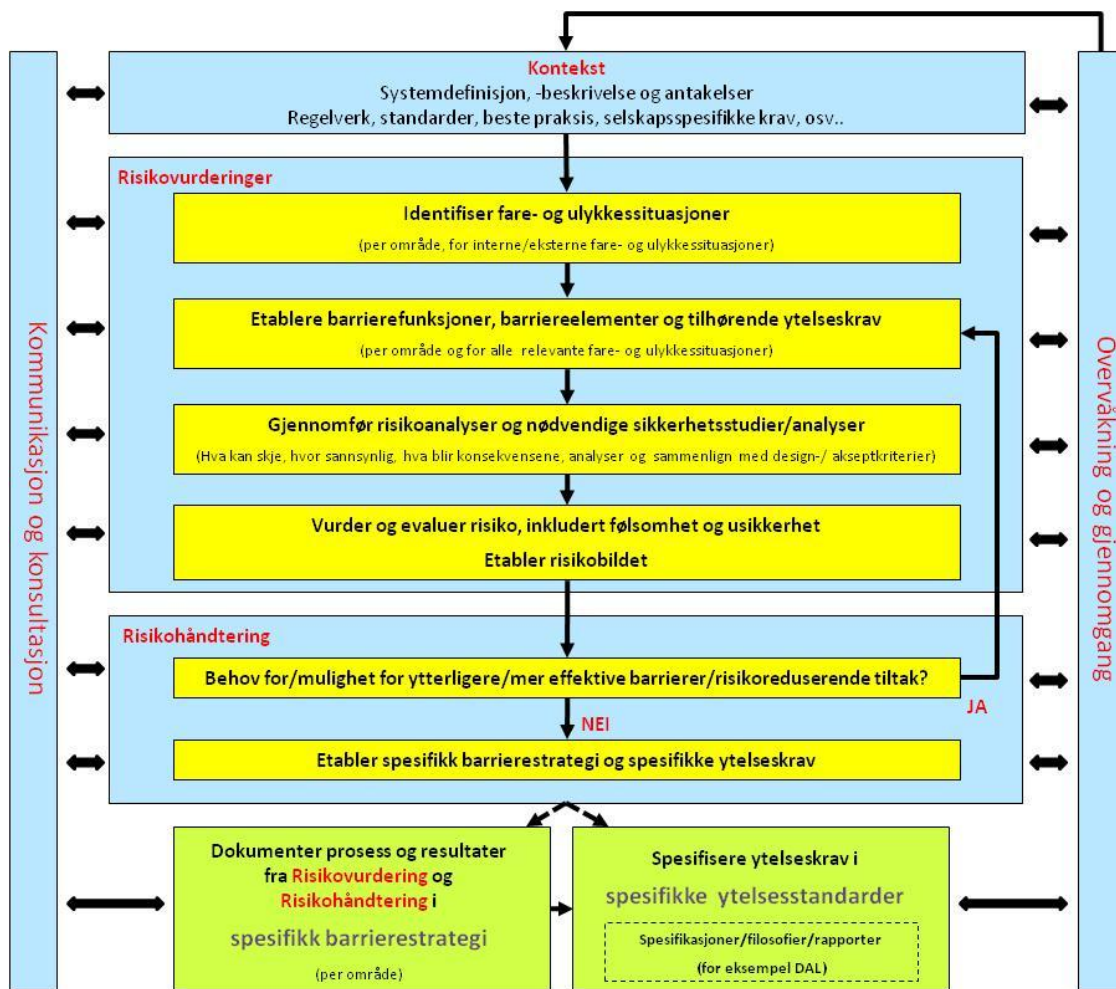 Kontekst
Systemdefinisjon, -beskrivelse og antakelser
Regelverk, standarder, beste praksis, selskapsspesifikke krav, osv..
Risikovurderinger
Identifiser fare- og ulykkessituasjoner
(per område, for interne/eksterne fare- og ulykkessituasjoner)
Etablere barrierefunksjoner, barriereelementer og tilhørende ytelseskrav
(per område og for alle relevante fare- og ulykkessituasjoner)
Gjennomfør risikoanalyser og nødvendige sikkerhetsstudier/analyser
(Hva kan skje, hvor sannsynlig, hva blir konsekvensene, analyser og sammenlign med design-/ akseptkriterier)
Vurder og evaluer risiko, inkludert følsomhet og usikkerhet
Etabler risikobildet
Kommunikasjon og konsultasjon
Overvåkning og gjennomgang
Risikohåndtering
Behov for/mulighet for ytterligere/mer effektive barrierer/risikoreduserende tiltak?
JA
NEI
Etabler spesifikk barrierestrategi og spesifikke ytelseskrav
Dokumenter prosess og resultater
fra Risikovurdering og
Risikohåndtering i
spesifikk barrierestrategi
(per område)
Spesifisere ytelseskrav i
spesifikke ytelsesstandarder
Spesifikasjoner/filosofier/rapporter
(for eksempel DAL)